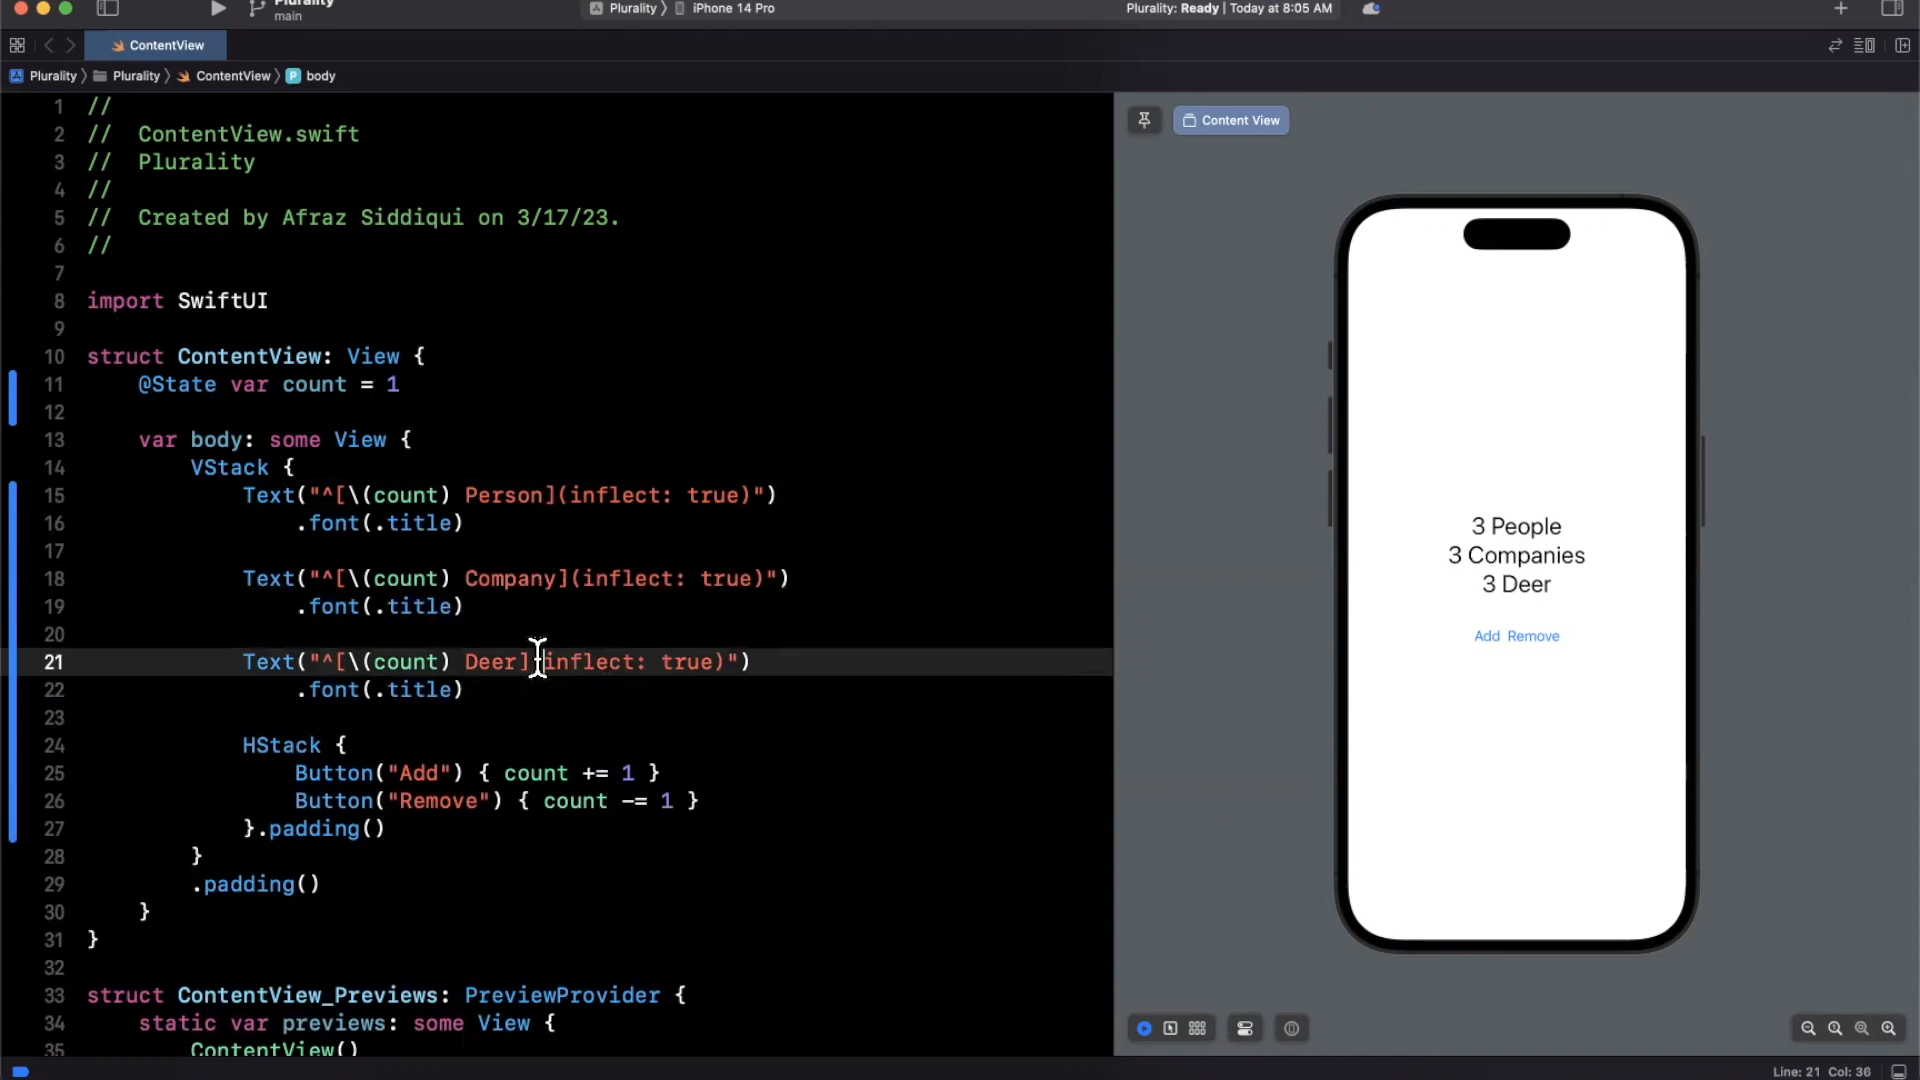 Plurality
main
Plurality 〉 iPhone 14 Pro
Plurality: Ready | Today at 8:05 AM
ContentView
Plurality 〉 Plurality 〉 ContentView 〉 P body
1 //
2 //  ContentView.swift
3 //  Plurality
4 //
5 //  Created by Afraz Siddiqui on 3/17/23.
6 //
7
8 import SwiftUI
9
10 struct ContentView: View {
11     @State var count = 1
12
13     var body: some View {
14         VStack {
15             Text("^[\(count) Person](inflect: true)")
16                 .font(.title)
17
18             Text("^[\(count) Company](inflect: true)")
19                 .font(.title)
20
21             Text("^[\(count) Deer](inflect: true)")
22                 .font(.title)
23
24             HStack {
25                 Button("Add") { count += 1 }
26                 Button("Remove") { count -= 1 }
27             }.padding()
28         }
29         .padding()
30     }
31 }
32
33 struct ContentView_Previews: PreviewProvider {
34     static var previews: some View {
35         ContentView()
Content View
3 People
3 Companies
3 Deer
Add Remove
Line: 21 Col: 36